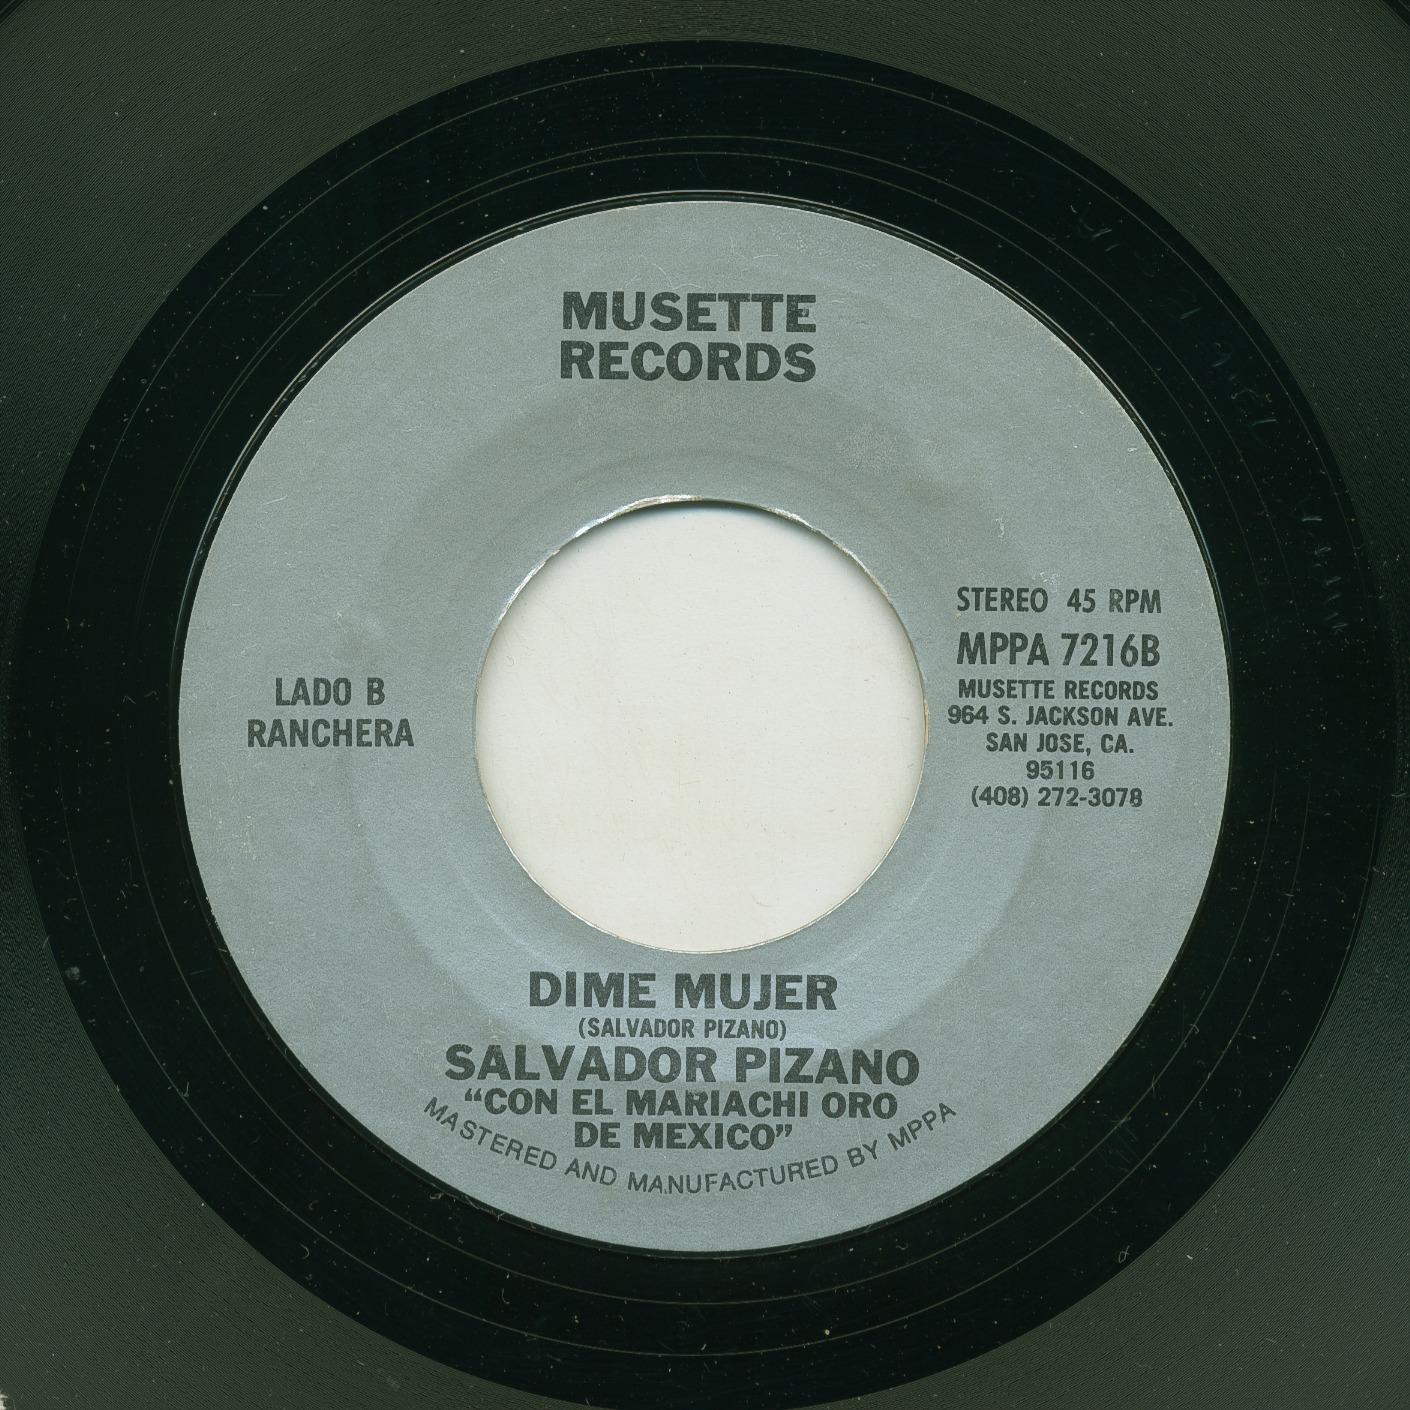 MUSETTE
RECORDS
LADO B
RANCHERA
STEREO 45 RPM
MPPA 7216B
MUSETTE RECORDS
964 S. JACKSON AVE.
SAN JOSE, CA.
95116
(408) 272-3078
DIME MUJER
(SALVADOR PIZANO)
SALVADOR PIZANO
“CON EL MARIACHI ORO
DE MEXICO”
MASTERED AND MANUFACTURED BY MPPA